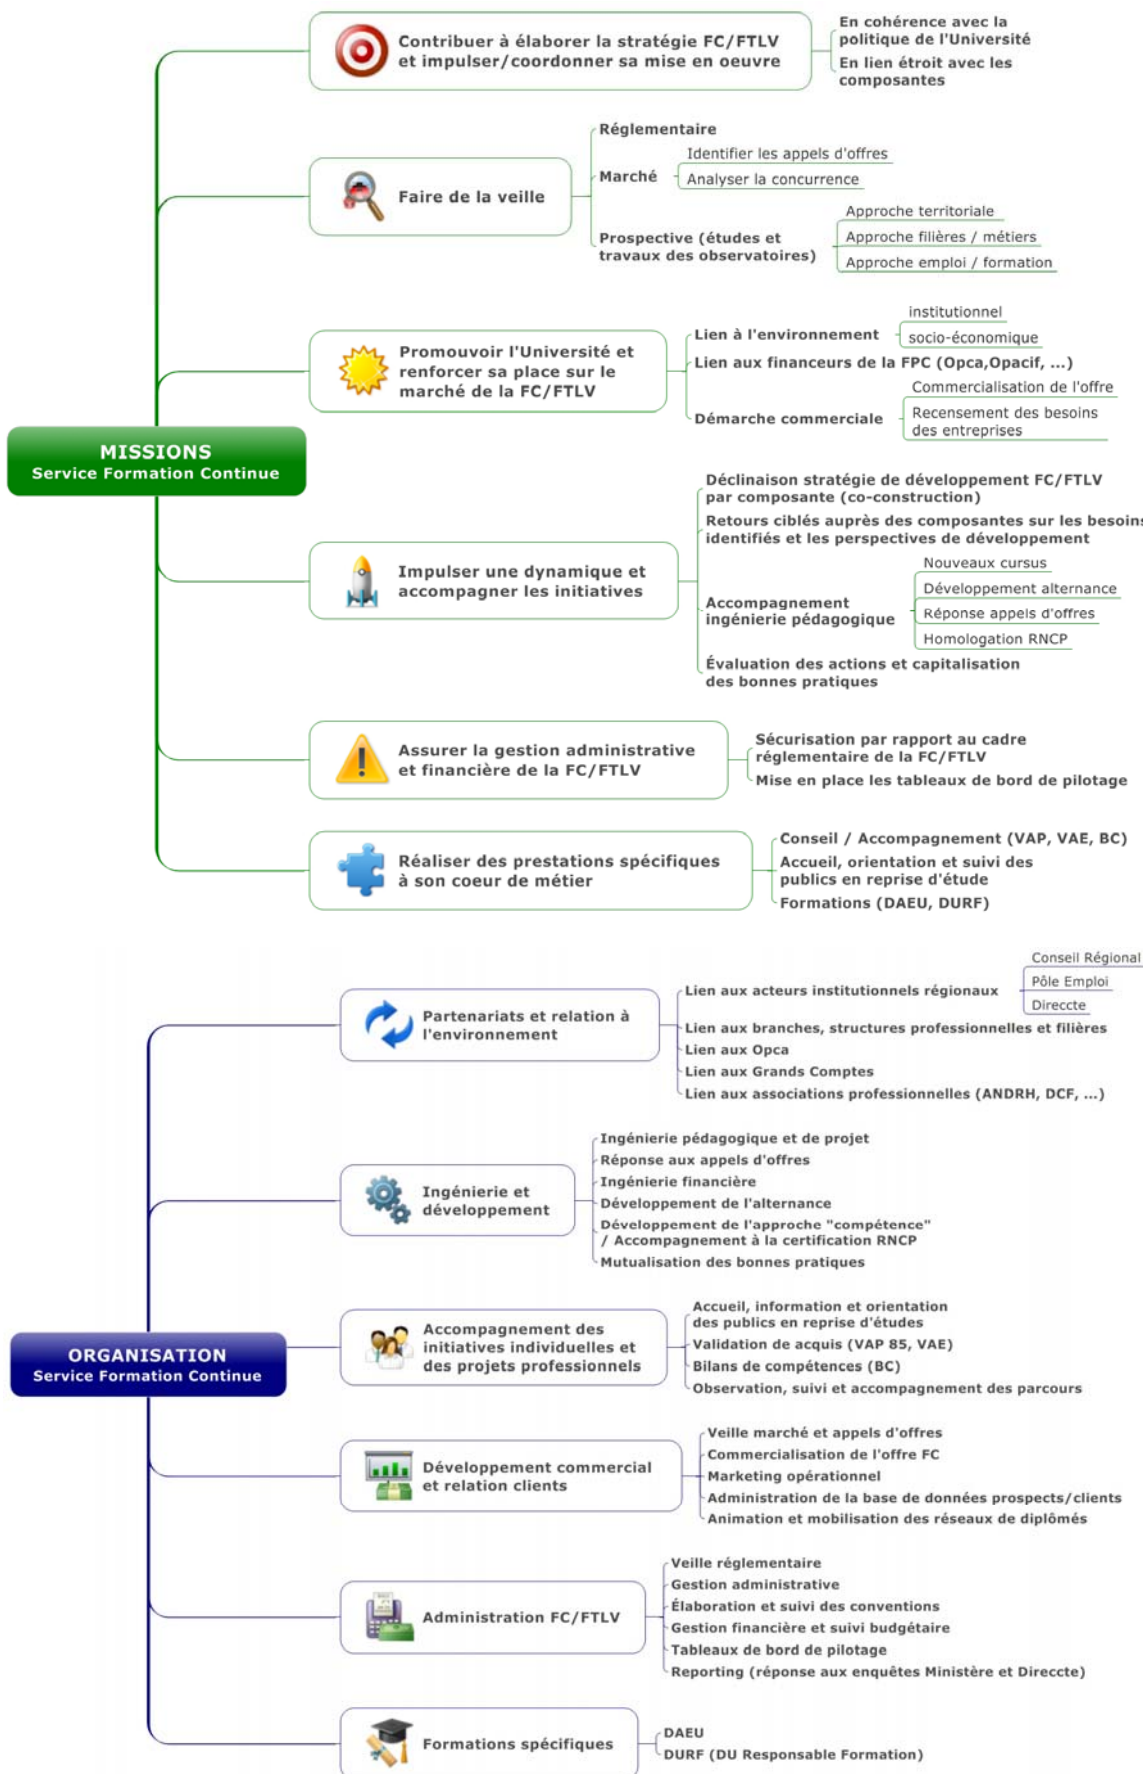 MISSIONS
Service Formation Continue
Contribuer à élaborer la stratégie FC/FTLV
et impulser/coordonner sa mise en oeuvre
En cohérence avec la
politique de l'Université
En lien étroit avec les
composantes
Faire de la veille
Réglementaire
Marché
Identifier les appels d'offres
Analyser la concurrence
Prospective (études et
travaux des observatoires)
Approche territoriale
Approche filières / métiers
Approche emploi / formation
Promouvoir l'Université et
renforcer sa place sur le
marché de la FC/FTLV
Lien à l'environnement
institutionnel
socio-économique
Lien aux financeurs de la FPC (Opca,Opacif, ...)
Démarche commerciale
Commercialisation de l'offre
Recensement des besoins
des entreprises
Impulser une dynamique et
accompagner les initiatives
Déclinaison stratégie de développement FC/FTLV
par composante (co-construction)
Retours ciblés auprès des composantes sur les besoins
identifiés et les perspectives de développement
Accompagnement
ingénierie pédagogique
Nouveaux cursus
Développement alternance
Réponse appels d'offres
Homologation RNCP
Évaluation des actions et capitalisation
des bonnes pratiques
Assurer la gestion administrative
et financière de la FC/FTLV
Sécurisation par rapport au cadre
réglementaire de la FC/FTLV
Mise en place les tableaux de bord de pilotage
Réaliser des prestations spécifiques
à son coeur de métier
Conseil / Accompagnement (VAP, VAE, BC)
Accueil, orientation et suivi des
publics en reprise d'étude
Formations (DAEU, DURF)
ORGANISATION
Service Formation Continue
Partenariats et relation à
l'environnement
Lien aux acteurs institutionnels régionaux
Conseil Régional
Pôle Emploi
Direccte
Lien aux branches, structures professionnelles et filières
Lien aux Opca
Lien aux Grands Comptes
Lien aux associations professionnelles (ANDRH, DCF, ...)
Ingénierie et
développement
Ingénierie pédagogique et de projet
Réponse aux appels d'offres
Ingénierie financière
Développement de l'alternance
Développement de l'approche "compétence"
/ Accompagnement à la certification RNCP
Mutualisation des bonnes pratiques
Accompagnement des
initiatives individuelles et
des projets professionnels
Accueil, information et orientation
des publics en reprise d'études
Validation de acquis (VAP 85, VAE)
Bilans de compétences (BC)
Observation, suivi et accompagnement des parcours
Développement commercial
et relation clients
Veille marché et appels d'offres
Commercialisation de l'offre FC
Marketing opérationnel
Administration de la base de données prospects/clients
Animation et mobilisation des réseaux de diplômés
Administration FC/FTLV
Veille réglementaire
Gestion administrative
Élaboration et suivi des conventions
Gestion financière et suivi budgétaire
Tableaux de bord de pilotage
Reporting (réponse aux enquêtes Ministère et Direccte)
Formations spécifiques
DAEU
DURF (DU Responsable Formation)